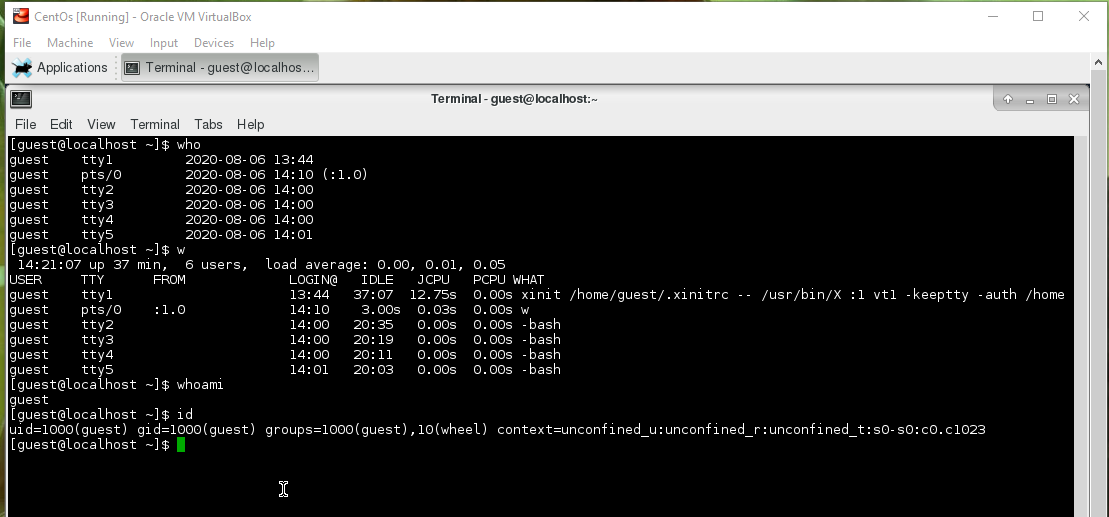 CentOs [Running] - Oracle VM VirtualBox
File Machine View Input Devices Help
Applications Terminal - guest@localhos...
Terminal - guest@localhost:~
File Edit View Terminal Tabs Help
[guest@localhost ~]$ who
guest    tty1         2020-08-06 13:44
guest    pts/0        2020-08-06 14:10 (:1.0)
guest    tty2         2020-08-06 14:00
guest    tty3         2020-08-06 14:00
guest    tty4         2020-08-06 14:00
guest    tty5         2020-08-06 14:01
[guest@localhost ~]$ w
 14:21:07 up 37 min,  6 users,  load average: 0.00, 0.01, 0.05
USER     TTY      FROM             LOGIN@   IDLE   JCPU   PCPU WHAT
guest    tty1                      13:44   37:07  12.75s  0.00s xinit /home/guest/.xinitrc -- /usr/bin/X :1 vt1 -keeptty -auth /home
guest    pts/0    :1.0             14:10    3.00s  0.03s  0.00s w
guest    tty2                      14:00   20:35   0.00s  0.00s -bash
guest    tty3                      14:00   20:19   0.00s  0.00s -bash
guest    tty4                      14:00   20:11   0.00s  0.00s -bash
guest    tty5                      14:01   20:03   0.00s  0.00s -bash
[guest@localhost ~]$ whoami
guest
[guest@localhost ~]$ id
uid=1000(guest) gid=1000(guest) groups=1000(guest),10(wheel) context=unconfined_u:unconfined_r:unconfined_t:s0-s0:c0.c1023
[guest@localhost ~]$